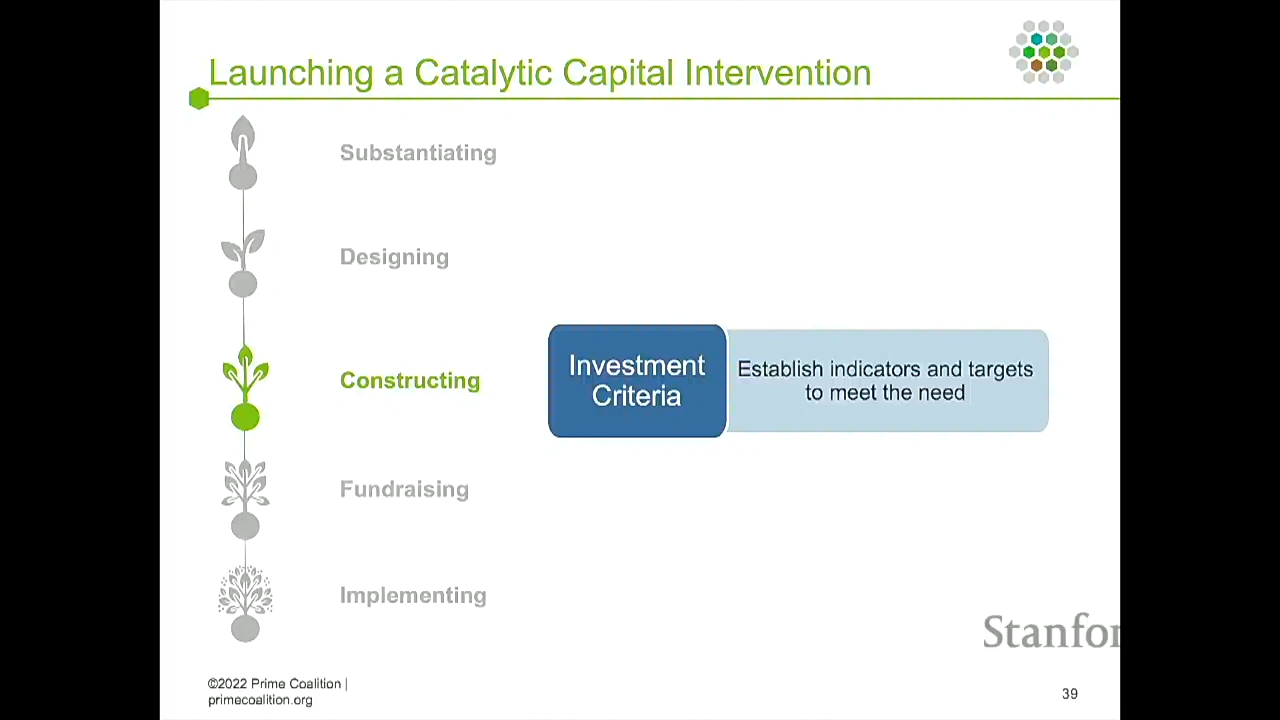 Launching a Catalytic Capital Intervention
Substantiating
Designing
Constructing
Investment
Criteria
Establish indicators and targets
to meet the need
Fundraising
Implementing
Stanfor
©2022 Prime Coalition |
primecoalition.org
39